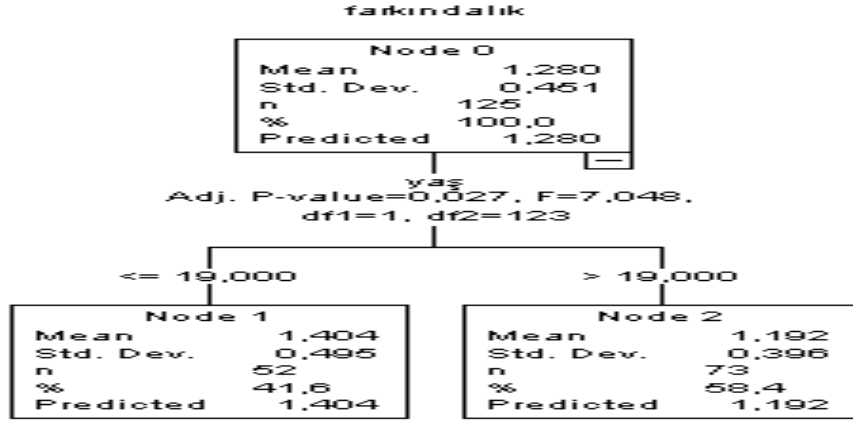 farkındalık
Node 0
Mean 1,280
Std. Dev. 0,451
n 125
% 100,0
Predicted 1,280
yaş
Adj. P-value=0,027, F=7,048,
df1=1, df2=123
<= 19,000
> 19,000
Node 1
Mean 1,404
Std. Dev. 0,495
n 52
% 41,6
Predicted 1,404
Node 2
Mean 1,192
Std. Dev. 0,396
n 73
% 58,4
Predicted 1,192